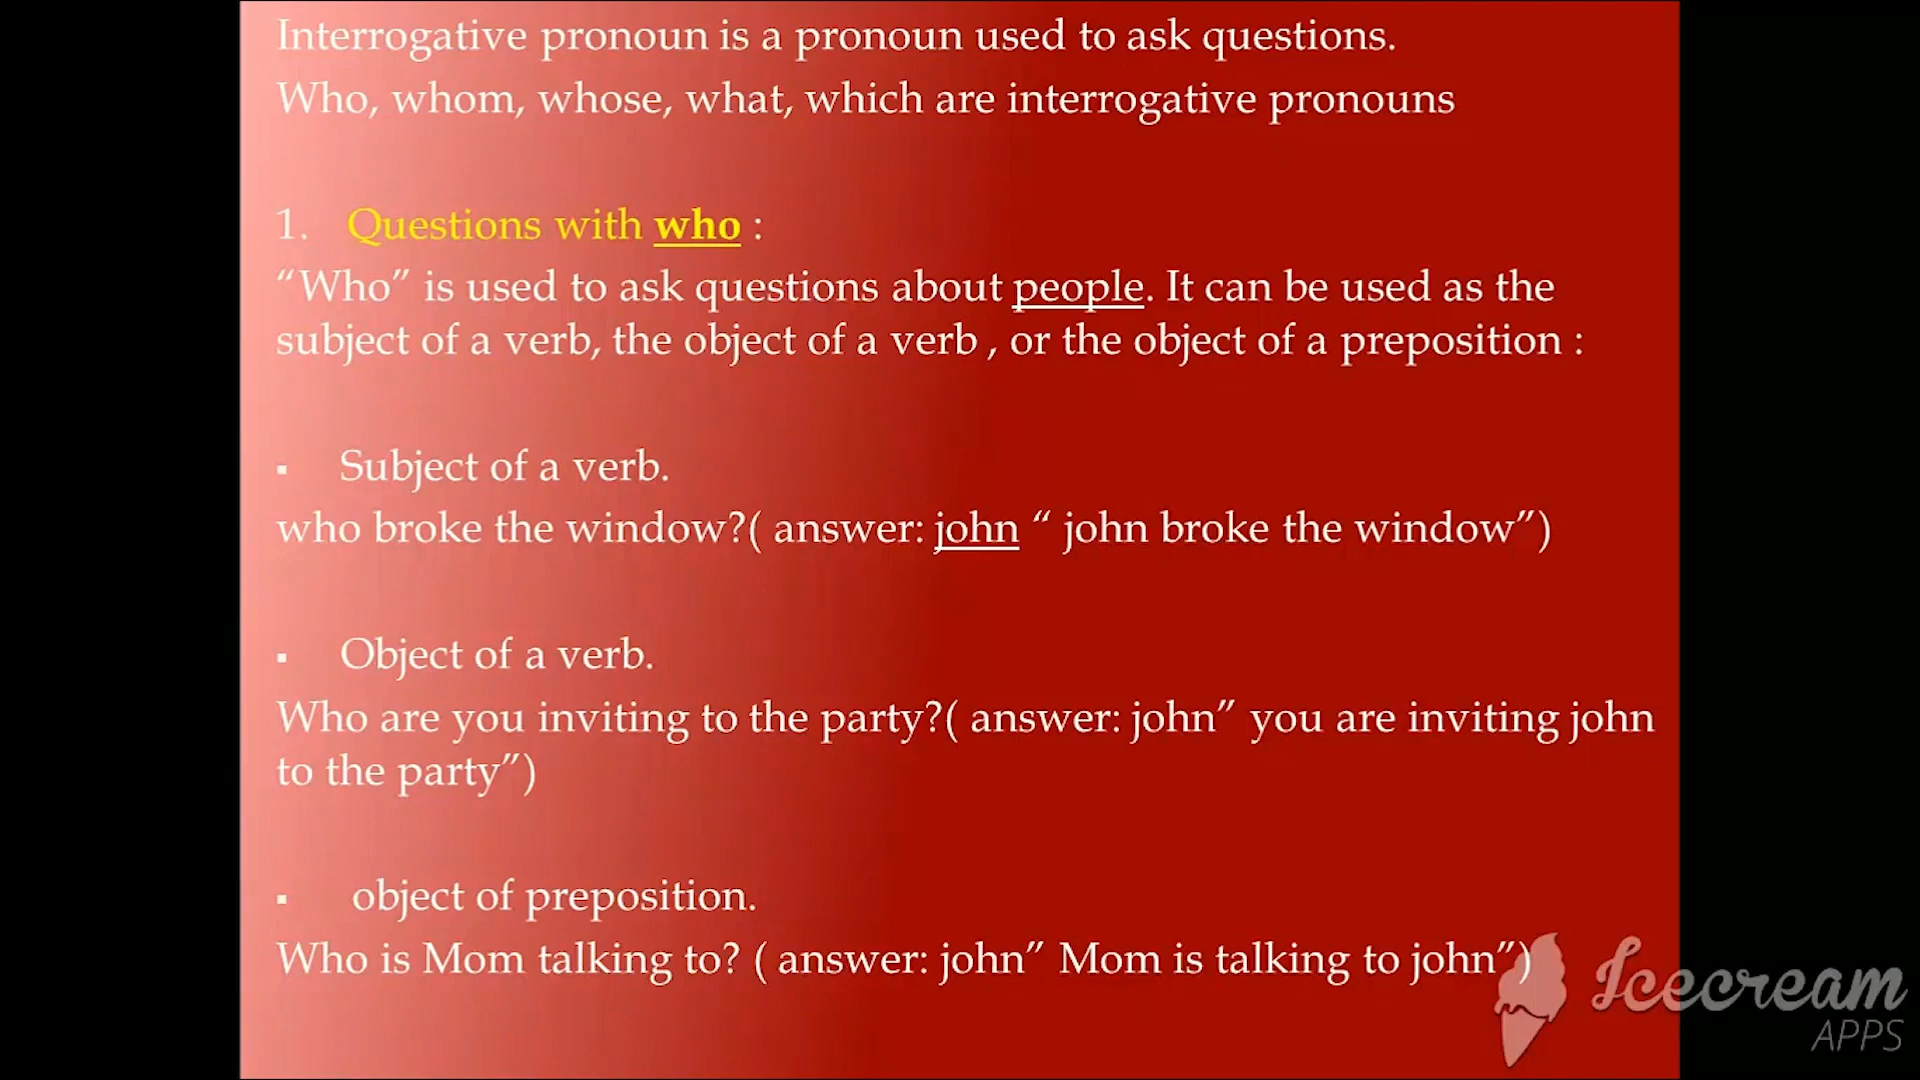 Interrogative pronoun is a pronoun used to ask questions.
Who, whom, whose, what, which are interrogative pronouns
1. Questions with who :
“Who” is used to ask questions about people. It can be used as the
subject of a verb, the object of a verb , or the object of a preposition :
▪ Subject of a verb.
who broke the window?( answer: john “ john broke the window”)
▪ Object of a verb.
Who are you inviting to the party?( answer: john” you are inviting john
to the party”)
▪ object of preposition.
Who is Mom talking to? ( answer: john” Mom is talking to john”)
Icecream
APPS